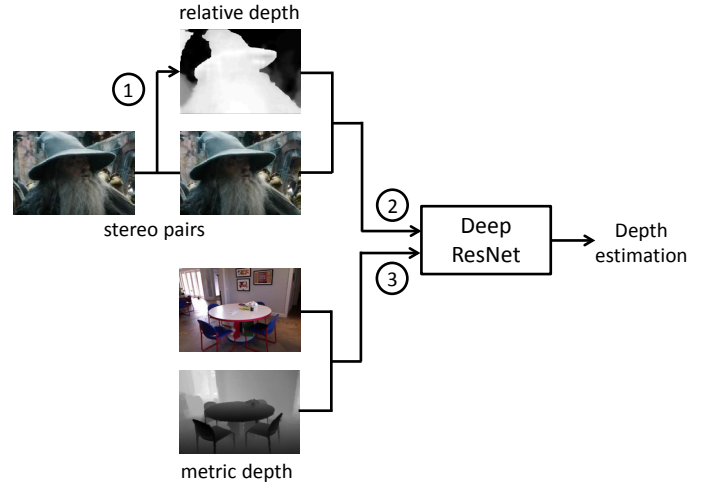 relative depth
1
stereo pairs
2
Deep
ResNet
Depth
estimation
3
metric depth